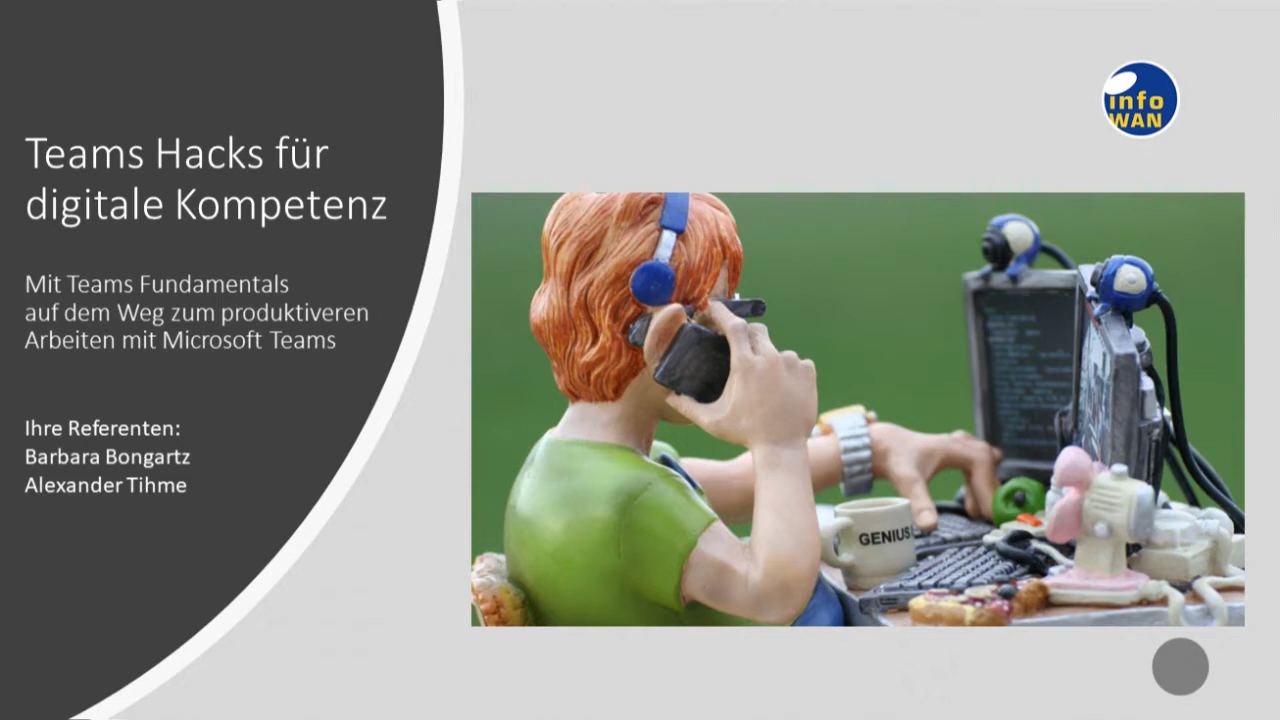 Teams Hacks für
digitale Kompetenz
Mit Teams Fundamentals
auf dem Weg zum produktiveren
Arbeiten mit Microsoft Teams
Ihre Referenten:
Barbara Bongartz
Alexander Tihme
info
WAN
GENIUS